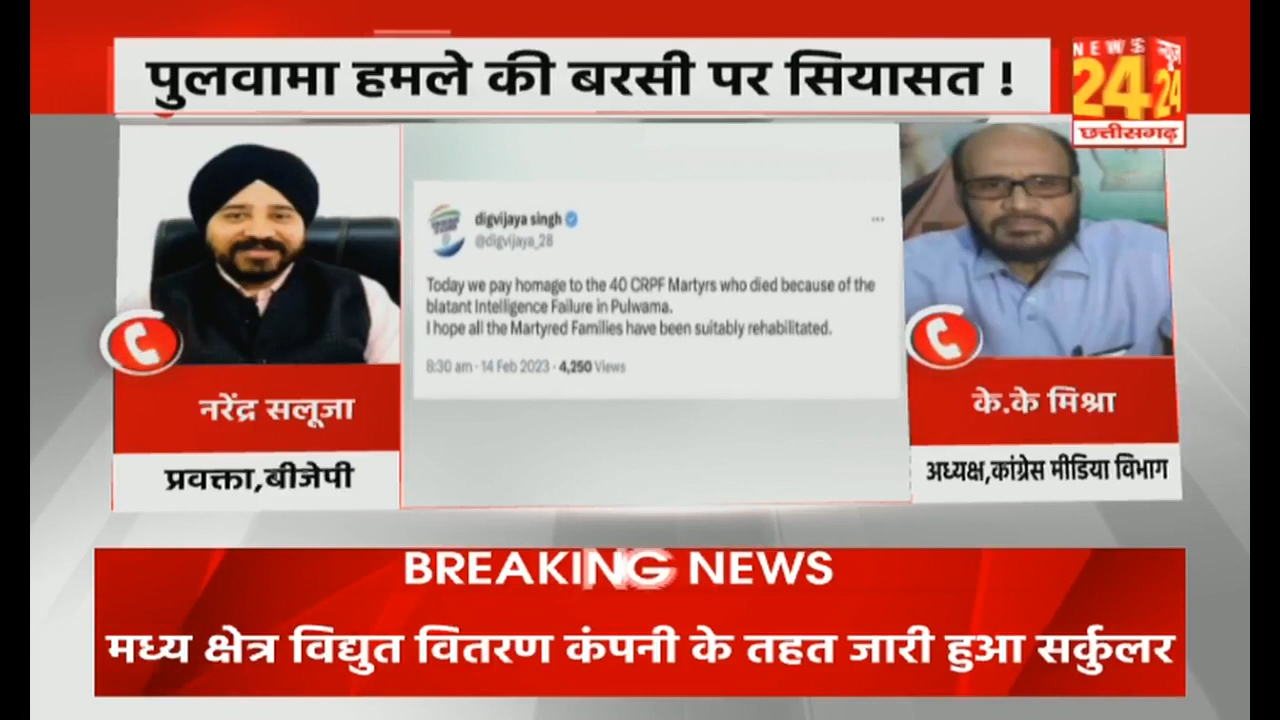 पुलवामा हमले की बरसी पर सियासत !
NEWS न्यूज़
24 24
छत्तीसगढ़
digvijaya singh
@digvijaya_28
Today we pay homage to the 40 CRPF Martyrs who died because of the
blatant Intelligence Failure in Pulwama.
I hope all the Martyred Families have been suitably rehabilitated.
8:30 am · 14 Feb 2023 · 4,250 Views
नरेंद्र सलूजा
प्रवक्ता,बीजेपी
के.के मिश्रा
अध्यक्ष,कांग्रेस मीडिया विभाग
BREAKING NEWS
मध्य क्षेत्र विद्युत वितरण कंपनी के तहत जारी हुआ सर्कुलर